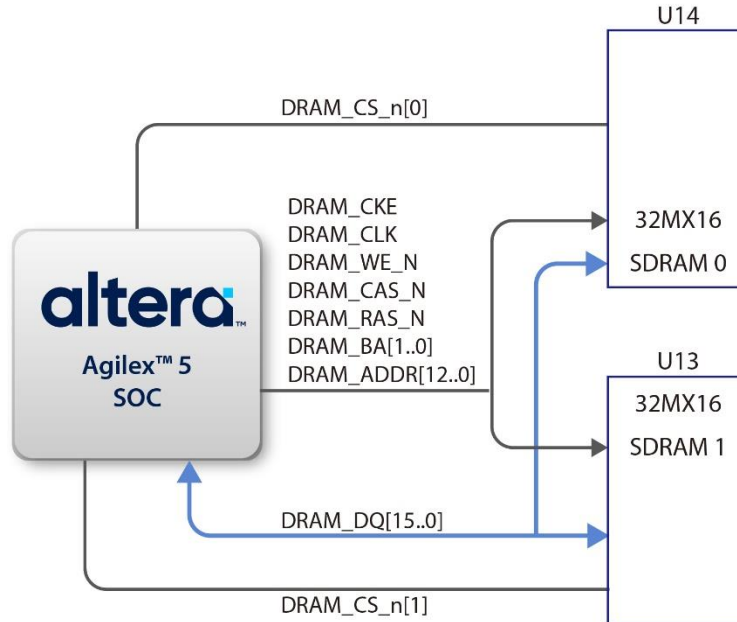 U14
DRAM_CS_n[0]
DRAM_CKE
DRAM_CLK
DRAM_WE_N
DRAM_CAS_N
DRAM_RAS_N
DRAM_BA[1..0]
DRAM_ADDR[12..0]
32MX16
SDRAM 0
altera™
Agilex™ 5
SOC
U13
32MX16
SDRAM 1
DRAM_DQ[15..0]
DRAM_CS_n[1]